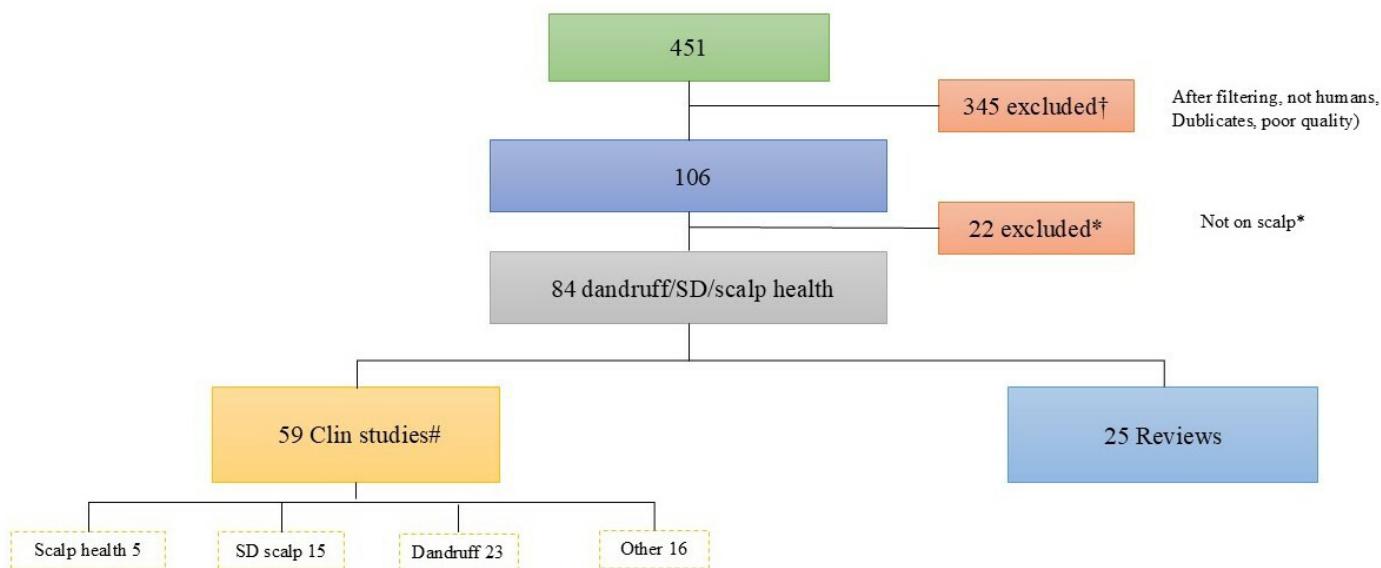 451
345 excluded†
After filtering, not humans,
Dublicates, poor quality)
106
22 excluded*
Not on scalp*
84 dandruff/SD/scalp health
59 Clin studies#
25 Reviews
Scalp health 5
SD scalp 15
Dandruff 23
Other 16